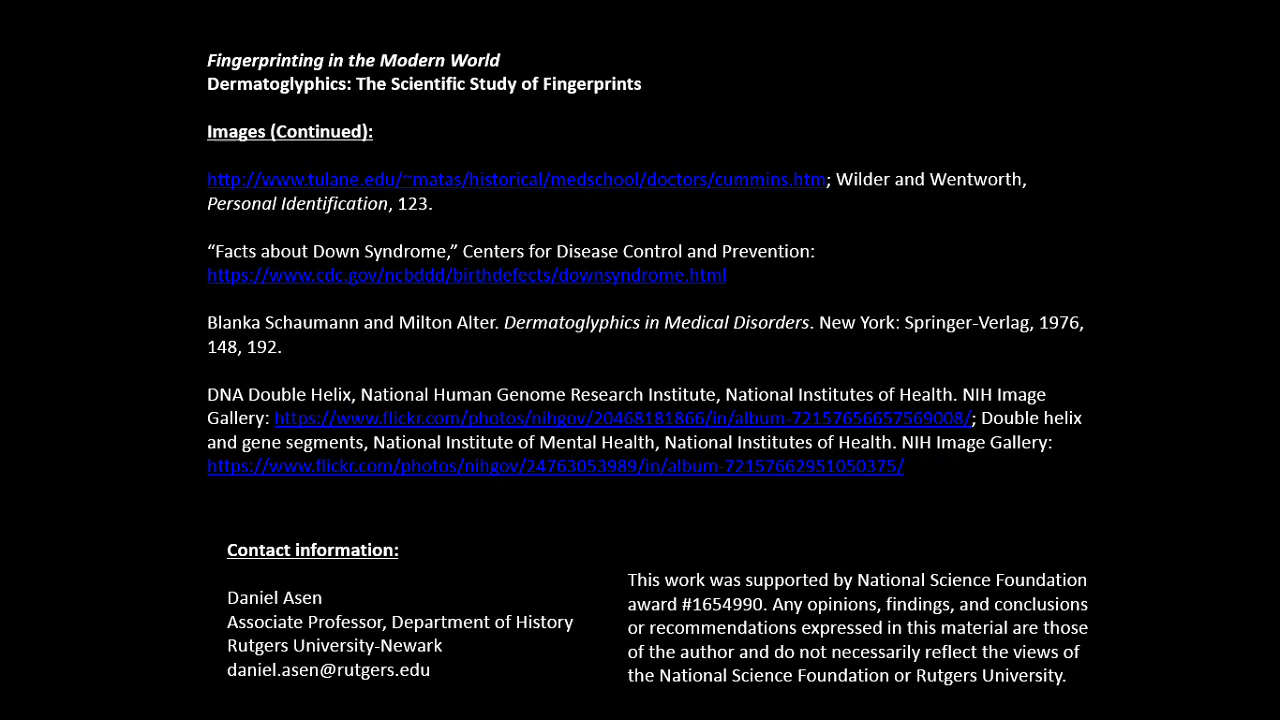 Fingerprinting in the Modern World
Dermatoglyphics: The Scientific Study of Fingerprints
Images (Continued):
http://www.tulane.edu/~matas/historical/medschool/doctors/cummins.htm; Wilder and Wentworth,
Personal Identification, 123.
“Facts about Down Syndrome,” Centers for Disease Control and Prevention:
https://www.cdc.gov/ncbddd/birthdefects/downsyndrome.html
Blanka Schaumann and Milton Alter. Dermatoglyphics in Medical Disorders. New York: Springer-Verlag, 1976,
148, 192.
DNA Double Helix, National Human Genome Research Institute, National Institutes of Health. NIH Image
Gallery: https://www.flickr.com/photos/nihgov/20468181866/in/album-72157656657569008/; Double helix
and gene segments, National Institute of Mental Health, National Institutes of Health. NIH Image Gallery:
https://www.flickr.com/photos/nihgov/24763053989/in/album-72157662951050375/
Contact information:
Daniel Asen
Associate Professor, Department of History
Rutgers University-Newark
daniel.asen@rutgers.edu
This work was supported by National Science Foundation
award #1654990. Any opinions, findings, and conclusions
or recommendations expressed in this material are those
of the author and do not necessarily reflect the views of
the National Science Foundation or Rutgers University.